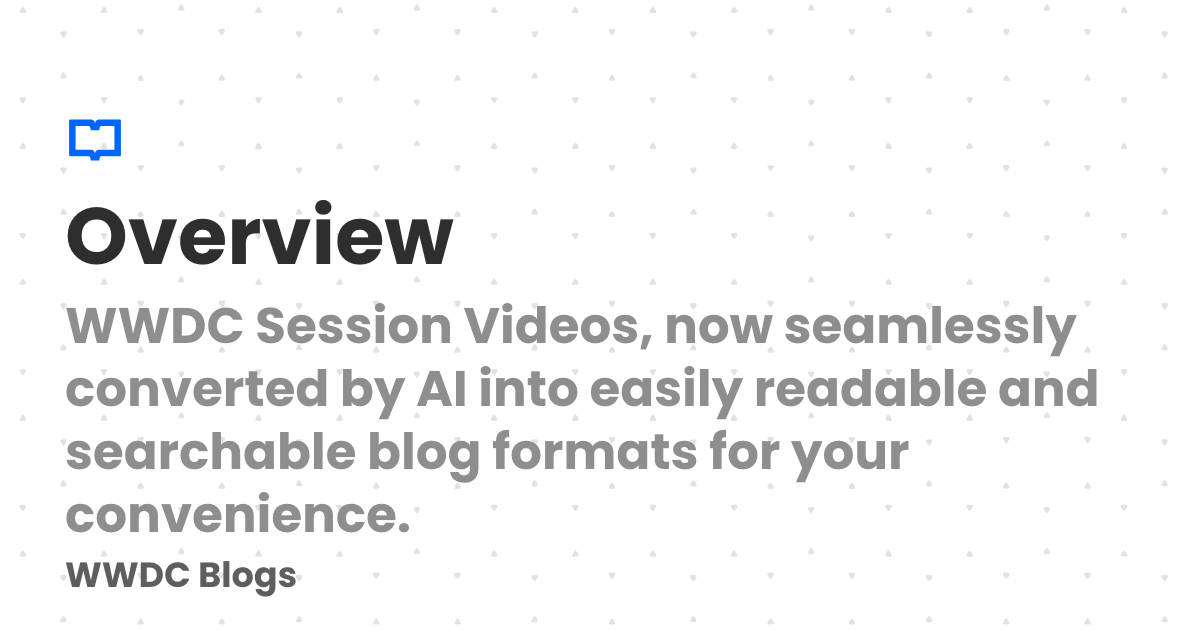 Overview
WWDC Session Videos, now seamlessly
converted by AI into easily readable and
searchable blog formats for your
convenience.
WWDC Blogs